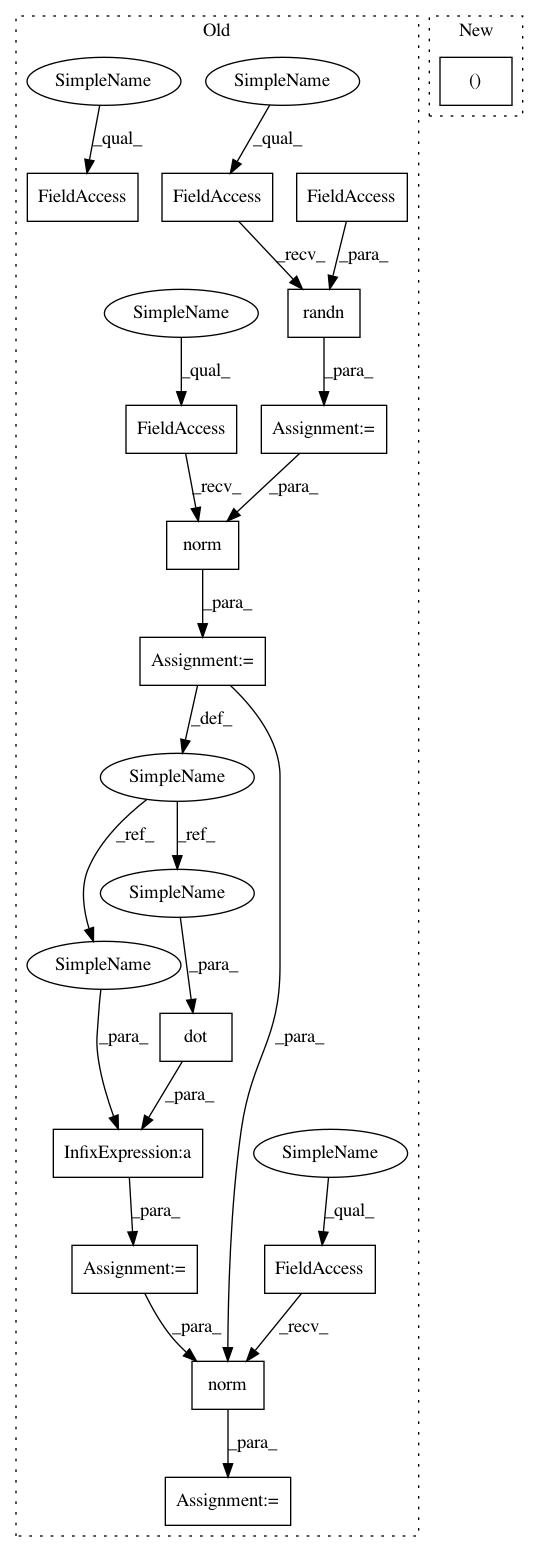 Old
New
SimpleName
SimpleName
()
_qual_
_qual_
FieldAccess
FieldAccess
FieldAccess
_recv_
_para_
SimpleName
randn
_qual_
_para_
FieldAccess
Assignment:=
_recv_
_para_
norm
_para_
Assignment:=
_def_
SimpleName
_ref_
_ref_
SimpleName
SimpleName
_para_
_para_
dot
_para_
_para_
InfixExpression:a
SimpleName
_para_
_qual_
Assignment:=
FieldAccess
_para_
_recv_
norm
_para_
Assignment:=